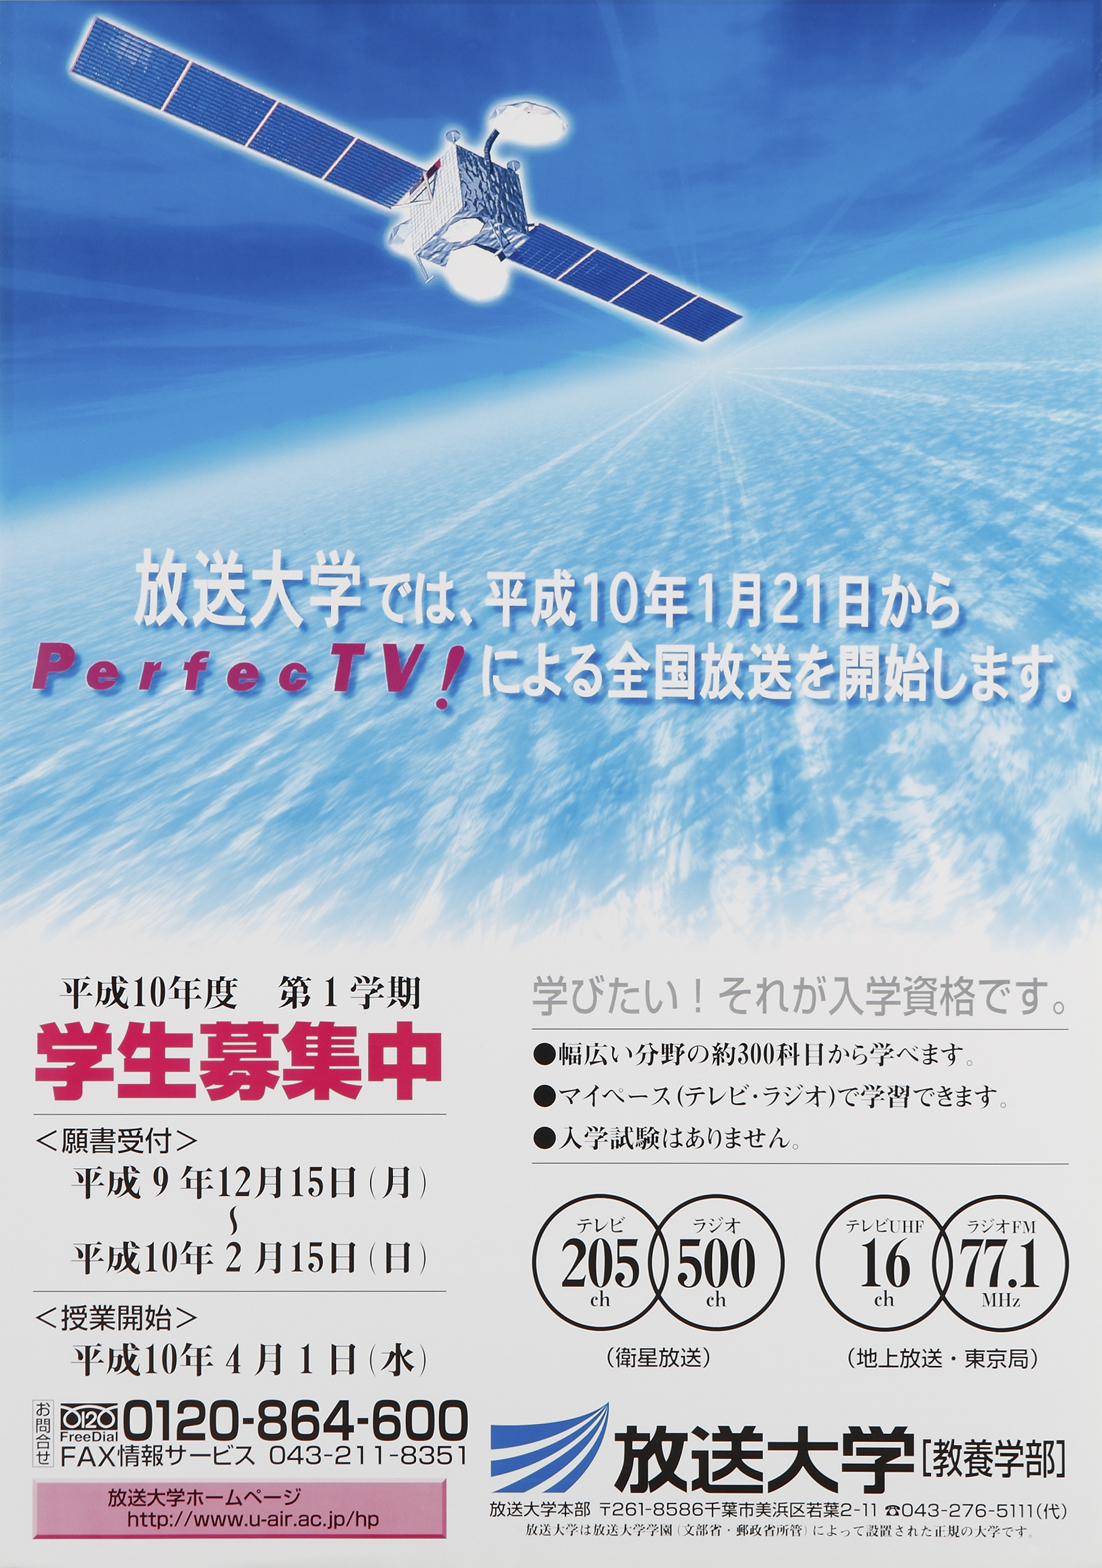 放送大学では、平成10年1月21日から
PerfecTV!による全国放送を開始します。
平成10年度　第1学期
学生募集中
＜願書受付＞
平成9年12月15日(月)
〜
平成10年2月15日(日)
＜授業開始＞
平成10年4月1日(水)
お問合せ
0120 FreeDial 0120-864-600
FAX情報サービス 043-211-8351
放送大学ホームページ
http://www.u-air.ac.jp/hp
学びたい！それが入学資格です。
●幅広い分野の約300科目から学べます。
●マイペース(テレビ・ラジオ)で学習できます。
●入学試験はありません。
テレビ 205 ch
ラジオ 500 ch
(衛星放送)
テレビUHF 16 ch
ラジオFM 77.1 MHz
(地上放送・東京局)
放送大学[教養学部]
放送大学本部 〒261-8586千葉市美浜区若葉2-11 ☎043-276-5111(代)
放送大学は放送大学学園(文部省・郵政省所管)によって設置された正規の大学です。